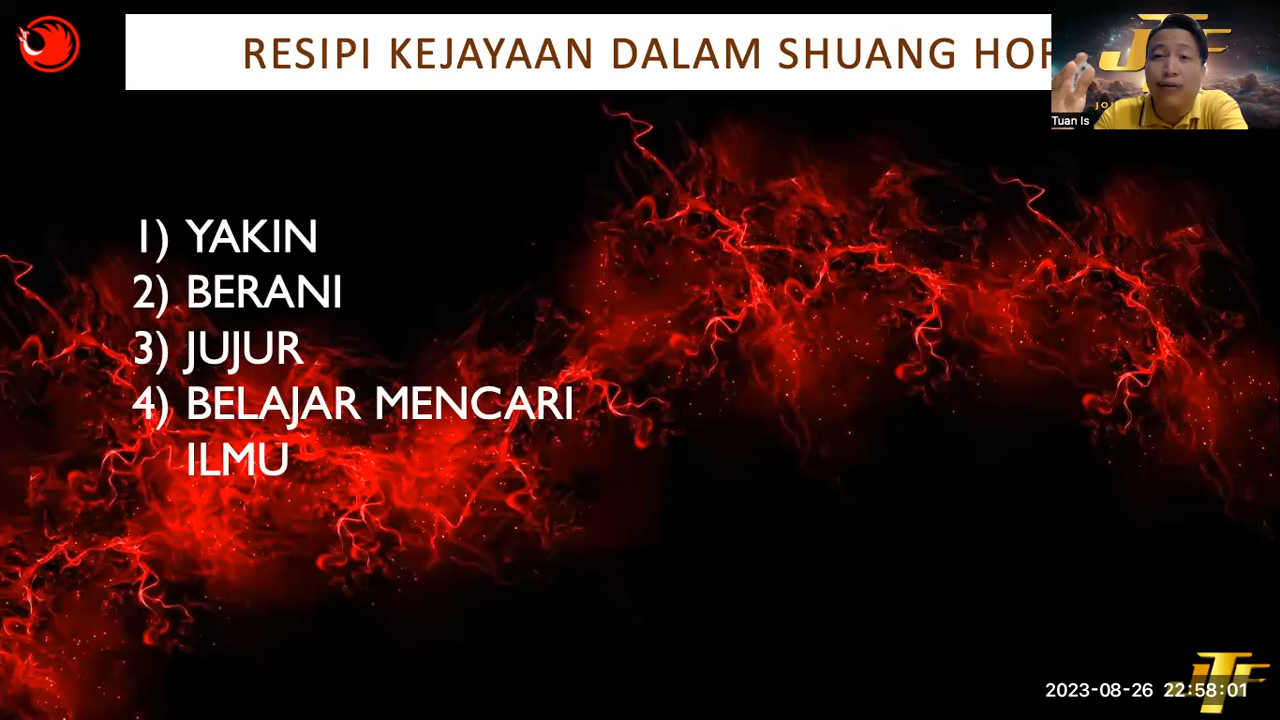 RESIPI KEJAYAAN DALAM SHUANG
Tuan Is
1) YAKIN
2) BERANI
3) JUJUR
4) BELAJAR MENCARI
ILMU
2023-08-26 22:58:01